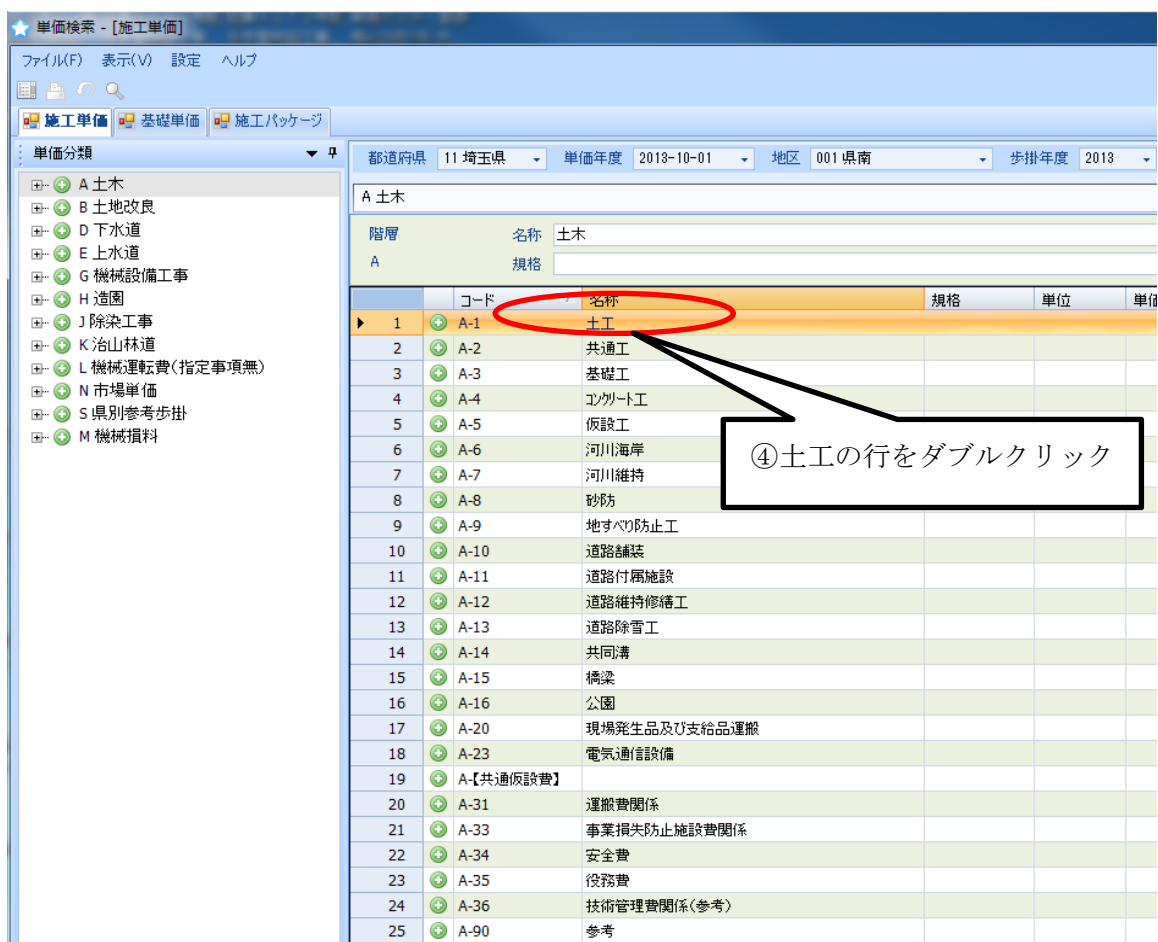 単価検索 - [施工単価]
ファイル(F) 表示(V) 設定 ヘルプ
施工単価 基礎単価 施工パッケージ
単価分類
A 土木
B 土地改良
D 下水道
E 上水道
G 機械設備工事
H 造園
J 除染工事
K 治山林道
L 機械運転費(指定事項無)
N 市場単価
S 県別参考歩掛
M 機械損料
都道府県 11 埼玉県 単価年度 2013-10-01 地区 001 県南 歩掛年度 2013
A 土木
階層 名称 土木
A 規格
コード 名称 規格 単位 単価
1 A-1 土工
2 A-2 共通工
3 A-3 基礎工
4 A-4 コンクリート工
5 A-5 仮設工
6 A-6 河川海岸
7 A-7 河川維持
8 A-8 砂防
9 A-9 地すべり防止工
10 A-10 道路舗装
11 A-11 道路付属施設
12 A-12 道路維持修繕工
13 A-13 道路除雪工
14 A-14 共同溝
15 A-15 橋梁
16 A-16 公園
17 A-20 現場発生品及び支給品運搬
18 A-23 電気通信設備
19 A-【共通仮設費】
20 A-31 運搬費関係
21 A-33 事業損失防止施設費関係
22 A-34 安全費
23 A-35 役務費
24 A-36 技術管理費関係(参考)
25 A-90 参考
④土工の行をダブルクリック